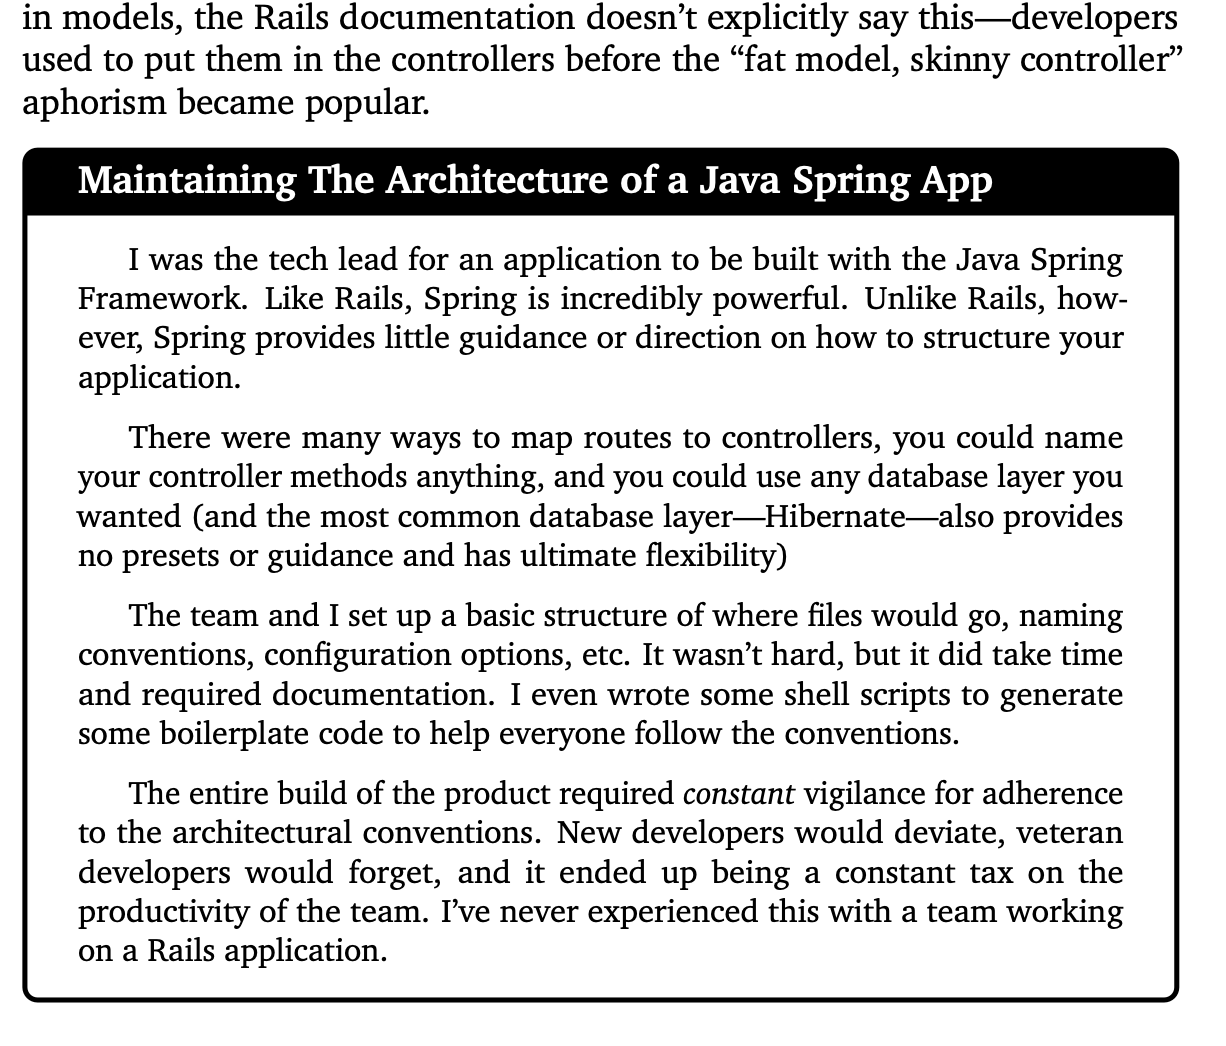 in models, the Rails documentation doesn’t explicitly say this—developers
used to put them in the controllers before the “fat model, skinny controller”
aphorism became popular.
Maintaining The Architecture of a Java Spring App
I was the tech lead for an application to be built with the Java Spring
Framework. Like Rails, Spring is incredibly powerful. Unlike Rails, how-
ever, Spring provides little guidance or direction on how to structure your
application.
There were many ways to map routes to controllers, you could name
your controller methods anything, and you could use any database layer you
wanted (and the most common database layer—Hibernate—also provides
no presets or guidance and has ultimate flexibility)
The team and I set up a basic structure of where files would go, naming
conventions, configuration options, etc. It wasn’t hard, but it did take time
and required documentation. I even wrote some shell scripts to generate
some boilerplate code to help everyone follow the conventions.
The entire build of the product required constant vigilance for adherence
to the architectural conventions. New developers would deviate, veteran
developers would forget, and it ended up being a constant tax on the
productivity of the team. I’ve never experienced this with a team working
on a Rails application.